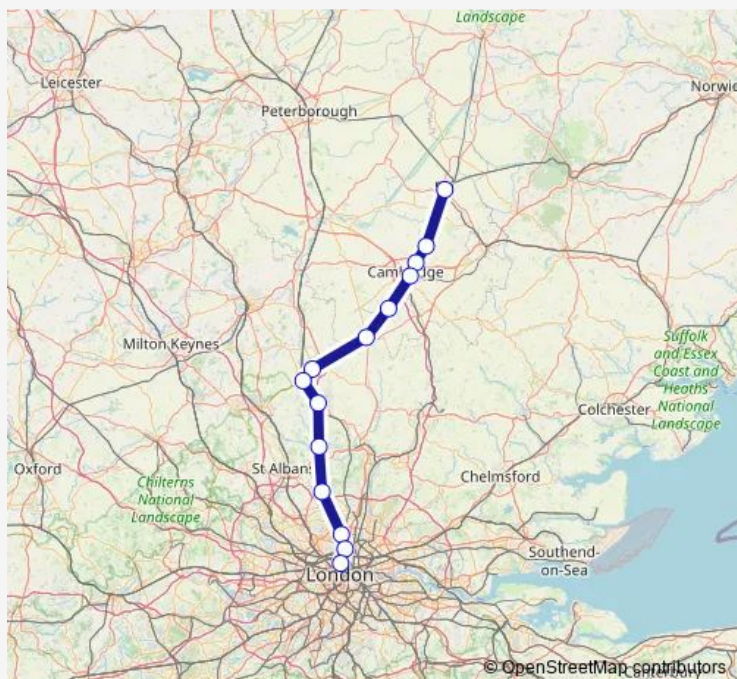 Landscape
Leicester
Norwic
Peterborough
Cambridge
Milton Keynes
Suffolk
and Essex
Coast and
Heaths
National
Landscape
Colchester
Oxford
St Albans
Chelmsford
Chilterns
National
Landscape
Southend-
on-Sea
London
© OpenStreetMap contributors
Canterbury